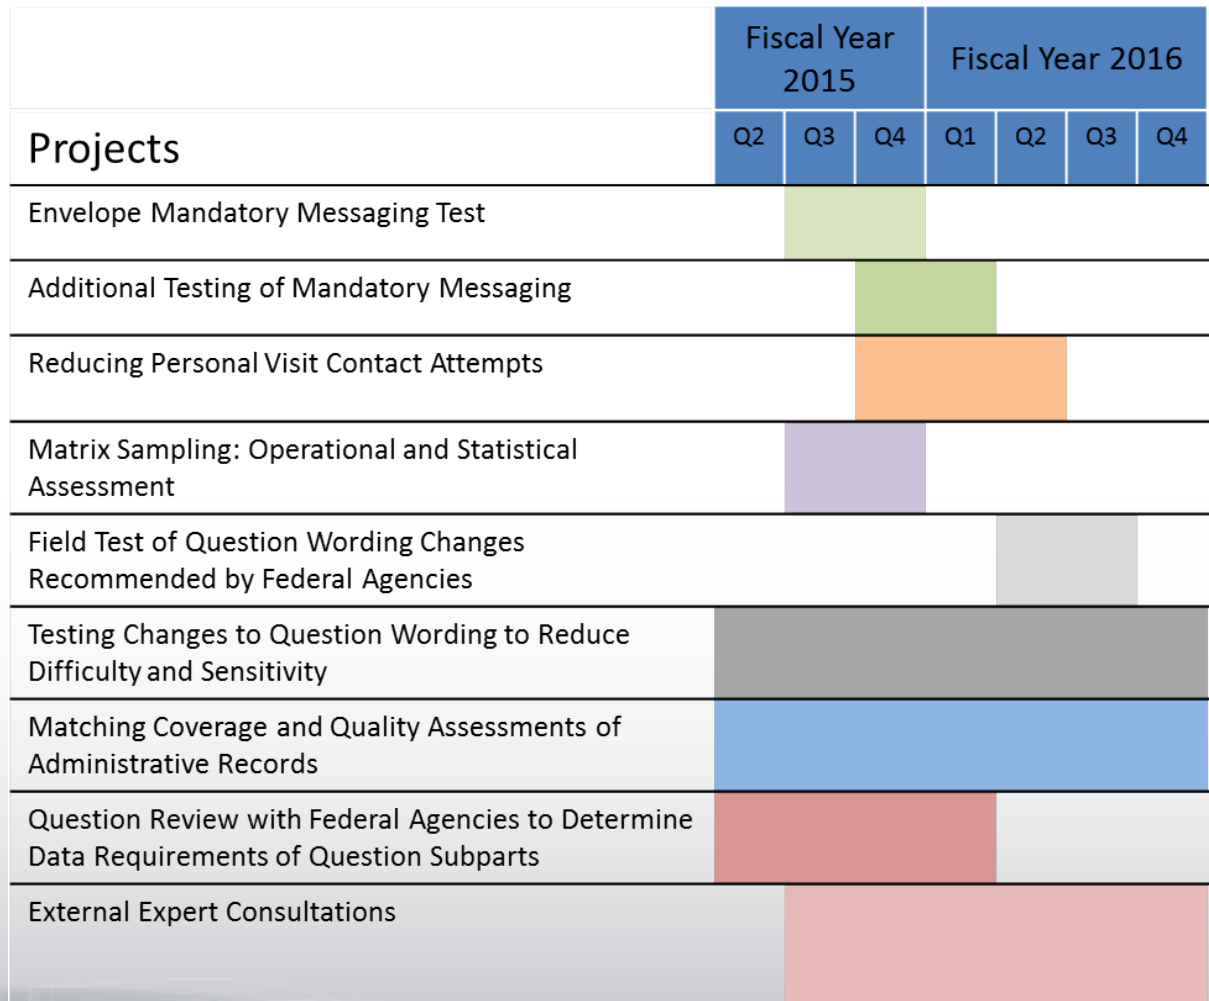 Fiscal Year
2015
Fiscal Year 2016
Projects
Q2
Q3
Q4
Q1
Q2
Q3
Q4
Envelope Mandatory Messaging Test
Additional Testing of Mandatory Messaging
Reducing Personal Visit Contact Attempts
Matrix Sampling: Operational and Statistical
Assessment
Field Test of Question Wording Changes
Recommended by Federal Agencies
Testing Changes to Question Wording to Reduce
Difficulty and Sensitivity
Matching Coverage and Quality Assessments of
Administrative Records
Question Review with Federal Agencies to Determine
Data Requirements of Question Subparts
External Expert Consultations